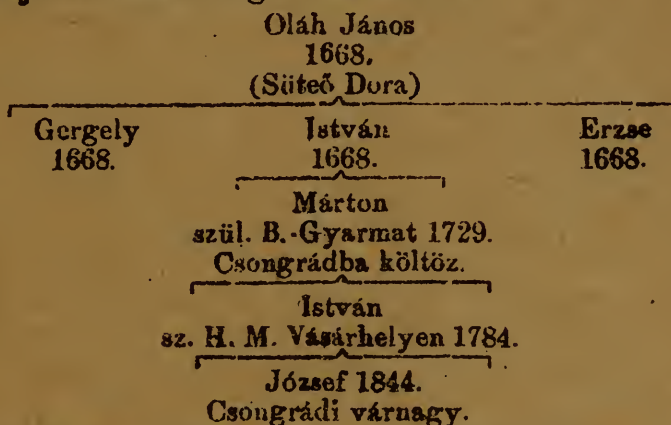 Oláh János
1668.
(Süteő Dora)
Gergely István Erzse
1668. 1668. 1668.
Márton
szül. B.-Gyarmat 1729.
Csongrádba költöz.
István
sz. H. M. Vásárhelyen 1784.
József 1844.
Csongrádi várnagy.